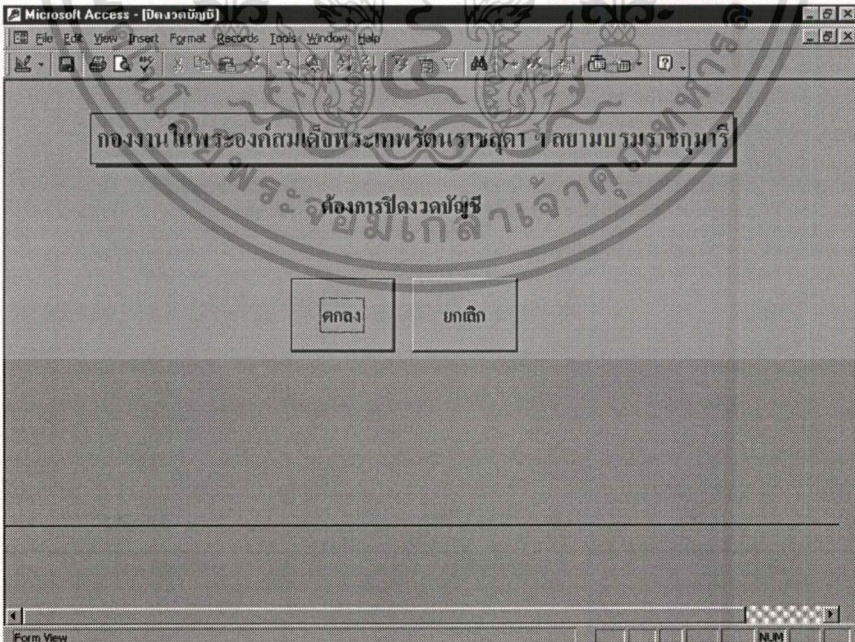 Microsoft Access - [ปิดงวดบัญชี]
File Edit View Insert Format Records Tools Window Help
กองงานในพระองค์สมเด็จพระเทพรัตนราชสุดา ฯ สยามบรมราชกุมารี
ต้องการปิดงวดบัญชี
ตกลง
ยกเลิก
Form View
NUM